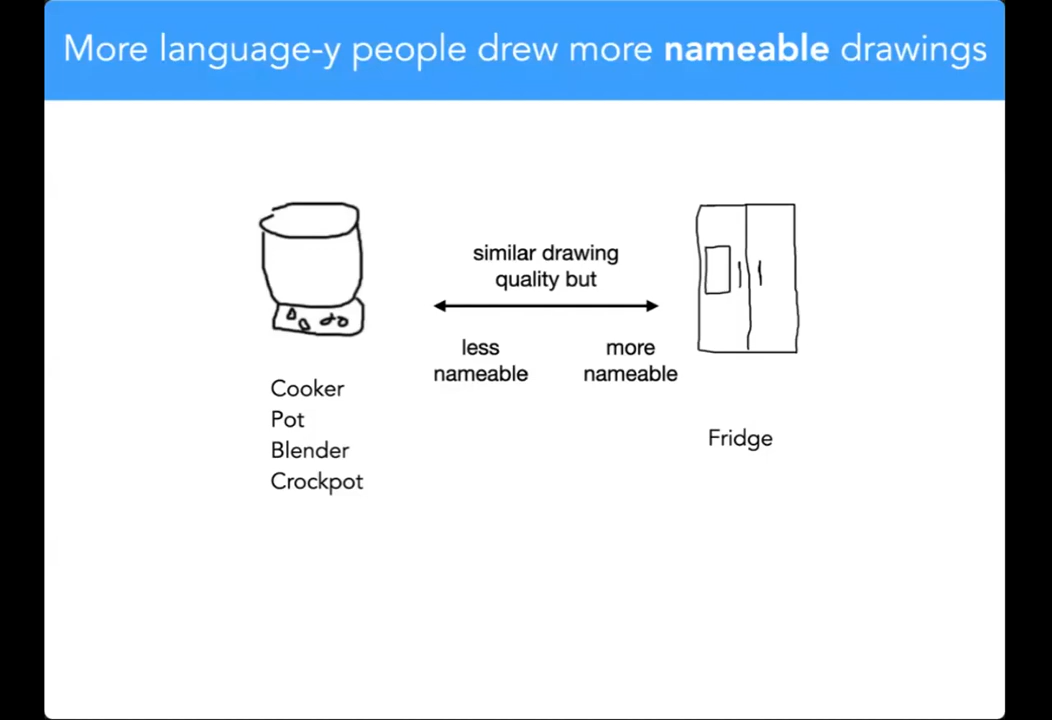 More language-y people drew more nameable drawings
similar drawing
quality but
less
nameable
more
nameable
Cooker
Pot
Blender
Crockpot
Fridge